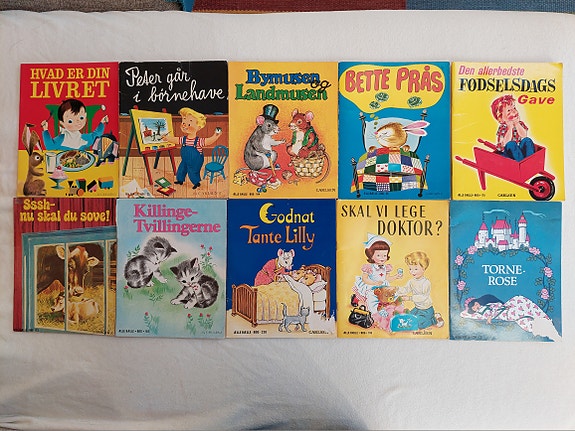 HVAD ER DIN
LIVRET
Peter går
i börnehave
Bymusen og
Landmusen
BETTE PRÅS
Den allerbedste
FØDSELSDAGS
Gave
Sssh-
nu skal du sove!
Killinge-
Tvillingerne
Godnat
Tante Lilly
SKAL VI LEGE
DOKTOR?
TORNE-
ROSE